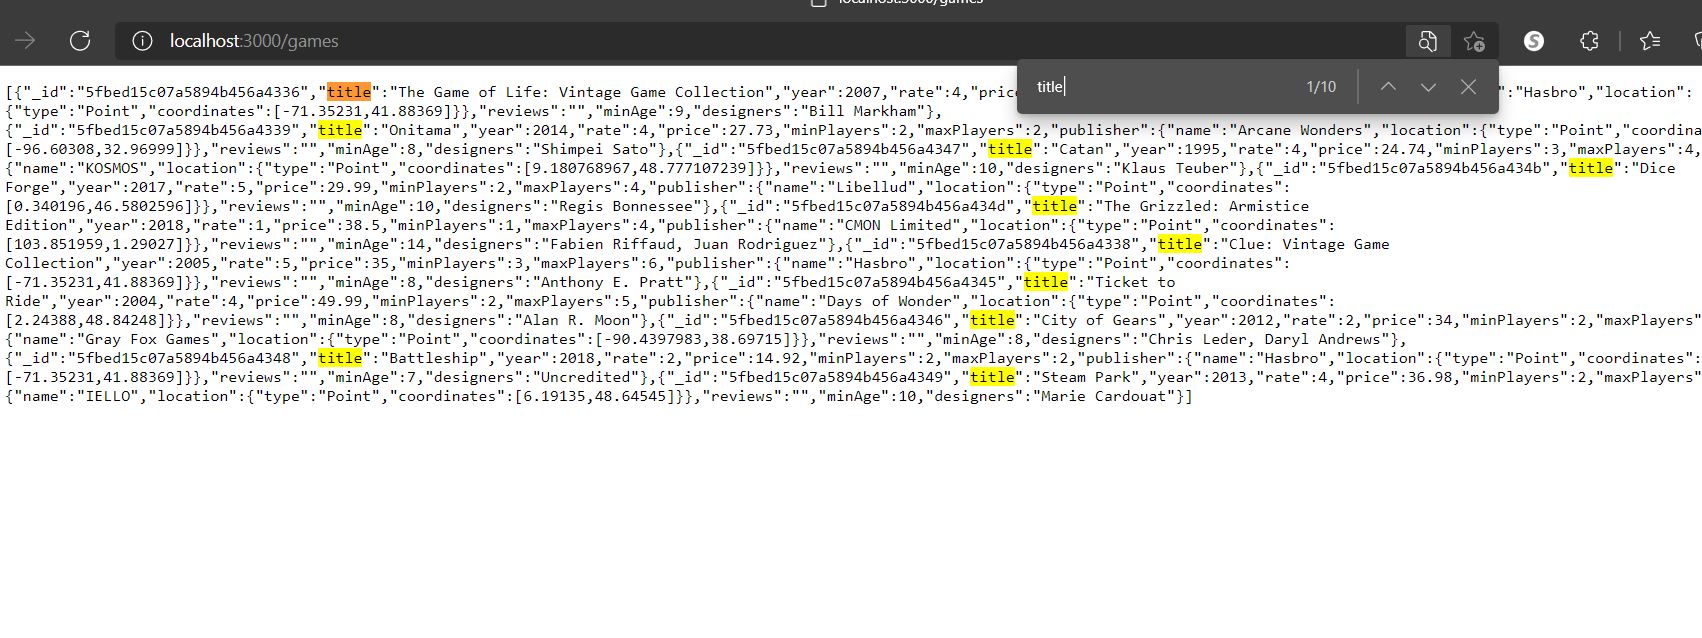 localhost:3000/games
localhost:3000/games
title 1/10
[{"_id":"5fbed15c07a5894b456a4336","title":"The Game of Life: Vintage Game Collection","year":2007,"rate":4,"price :"Hasbro","location":
{"type":"Point","coordinates":[-71.35231,41.88369]}},"reviews":"","minAge":9,"designers":"Bill Markham"},
{"_id":"5fbed15c07a5894b456a4339","title":"Onitama","year":2014,"rate":4,"price":27.73,"minPlayers":2,"maxPlayers":2,"publisher":{"name":"Arcane Wonders","location":{"type":"Point","coordina
[-96.60308,32.96999]}},"reviews":"","minAge":8,"designers":"Shimpei Sato"},{"_id":"5fbed15c07a5894b456a4347","title":"Catan","year":1995,"rate":4,"price":24.74,"minPlayers":3,"maxPlayers":4,
{"name":"KOSMOS","location":{"type":"Point","coordinates":[9.180768967,48.777107239]}},"reviews":"","minAge":10,"designers":"Klaus Teuber"},{"_id":"5fbed15c07a5894b456a434b","title":"Dice
Forge","year":2017,"rate":5,"price":29.99,"minPlayers":2,"maxPlayers":4,"publisher":{"name":"Libellud","location":{"type":"Point","coordinates":
[0.340196,46.5802596]}},"reviews":"","minAge":10,"designers":"Regis Bonnessee"},{"_id":"5fbed15c07a5894b456a434d","title":"The Grizzled: Armistice
Edition","year":2018,"rate":1,"price":38.5,"minPlayers":1,"maxPlayers":4,"publisher":{"name":"CMON Limited","location":{"type":"Point","coordinates":
[103.851959,1.29027]}},"reviews":"","minAge":14,"designers":"Fabien Riffaud, Juan Rodriguez"},{"_id":"5fbed15c07a5894b456a4338","title":"Clue: Vintage Game
Collection","year":2005,"rate":5,"price":35,"minPlayers":3,"maxPlayers":6,"publisher":{"name":"Hasbro","location":{"type":"Point","coordinates":
[-71.35231,41.88369]}},"reviews":"","minAge":8,"designers":"Anthony E. Pratt"},{"_id":"5fbed15c07a5894b456a4345","title":"Ticket to
Ride","year":2004,"rate":4,"price":49.99,"minPlayers":2,"maxPlayers":5,"publisher":{"name":"Days of Wonder","location":{"type":"Point","coordinates":
[2.24388,48.84248]}},"reviews":"","minAge":8,"designers":"Alan R. Moon"},{"_id":"5fbed15c07a5894b456a4346","title":"City of Gears","year":2012,"rate":2,"price":34,"minPlayers":2,"maxPlayers"
{"name":"Gray Fox Games","location":{"type":"Point","coordinates":[-90.4397983,38.69715]}},"reviews":"","minAge":8,"designers":"Chris Leder, Daryl Andrews"},
{"_id":"5fbed15c07a5894b456a4348","title":"Battleship","year":2018,"rate":2,"price":14.92,"minPlayers":2,"maxPlayers":2,"publisher":{"name":"Hasbro","location":{"type":"Point","coordinates":
[-71.35231,41.88369]}},"reviews":"","minAge":7,"designers":"Uncredited"},{"_id":"5fbed15c07a5894b456a4349","title":"Steam Park","year":2013,"rate":4,"price":36.98,"minPlayers":2,"maxPlayers"
{"name":"IELLO","location":{"type":"Point","coordinates":[6.19135,48.64545]}},"reviews":"","minAge":10,"designers":"Marie Cardouat"}]